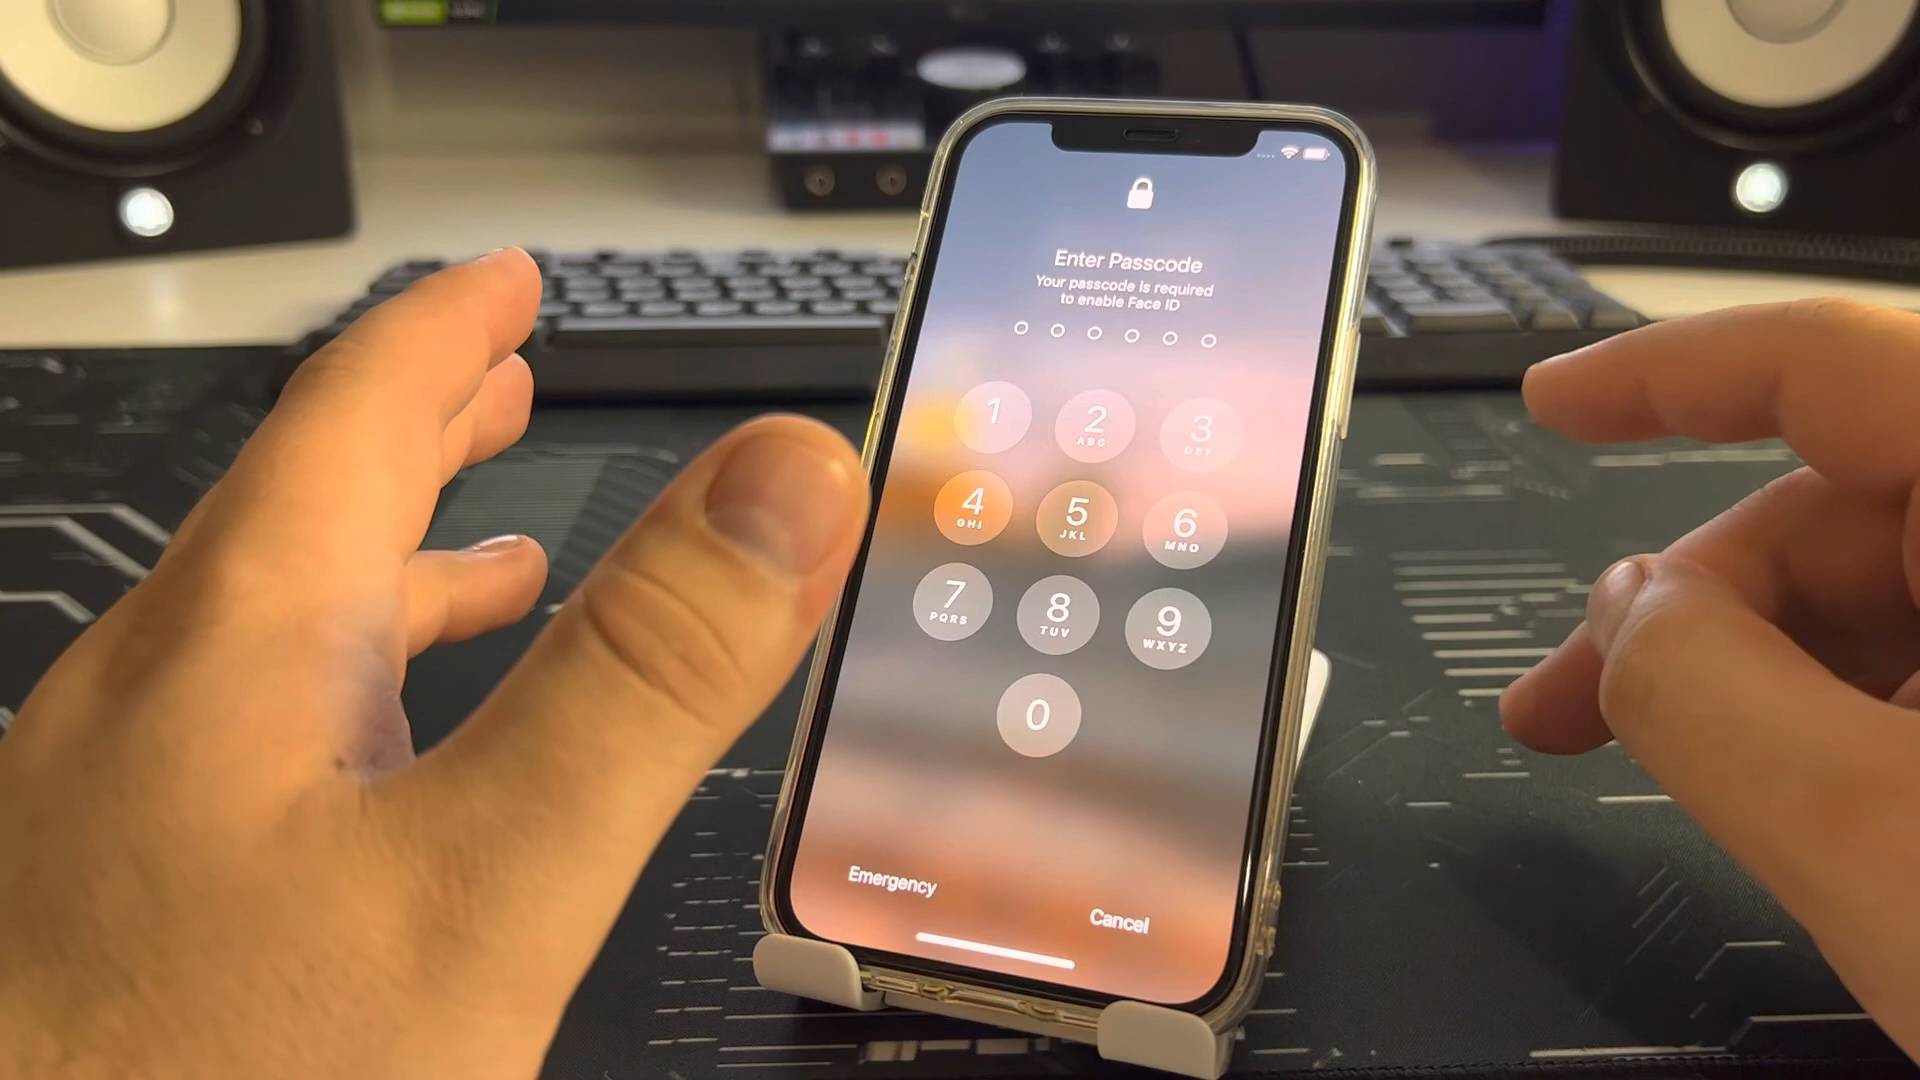 Enter Passcode
Your passcode is required
to enable Face ID
1
2
ABC
3
DEF
4
GHI
5
JKL
6
MNO
7
PQRS
8
TUV
9
WXYZ
0
Emergency
Cancel